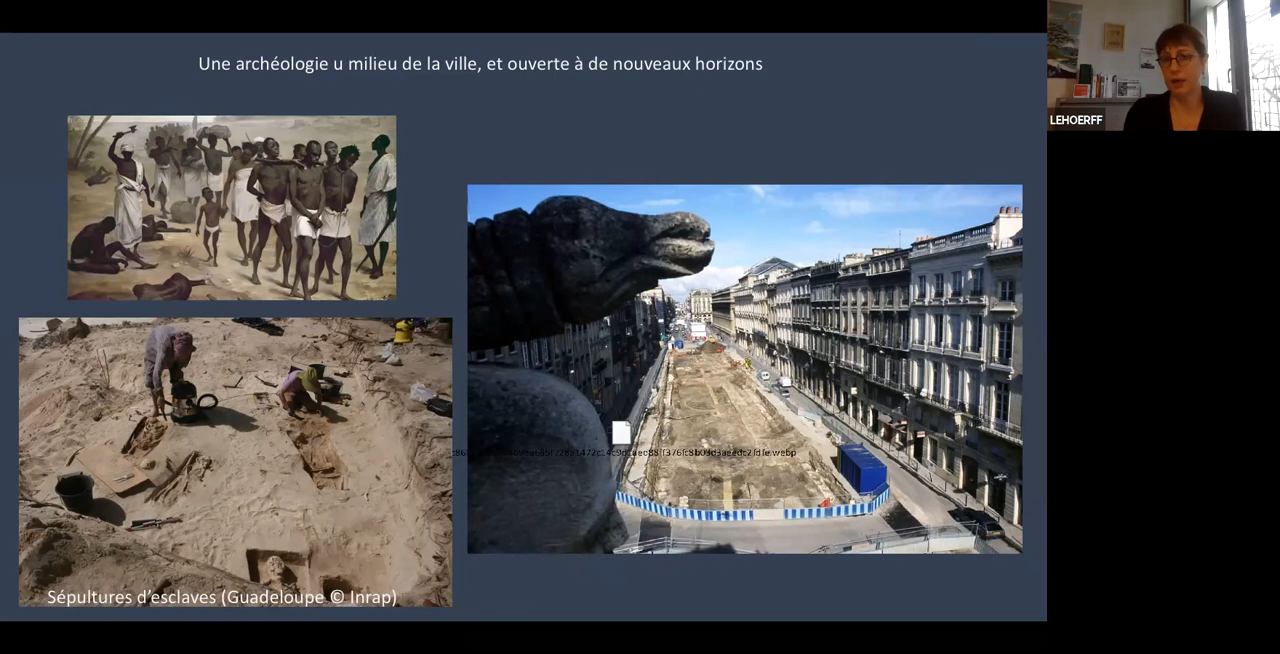 Une archéologie u milieu de la ville, et ouverte à de nouveaux horizons
LEHOERFF
Sépultures d'esclaves (Guadeloupe © Inrap)